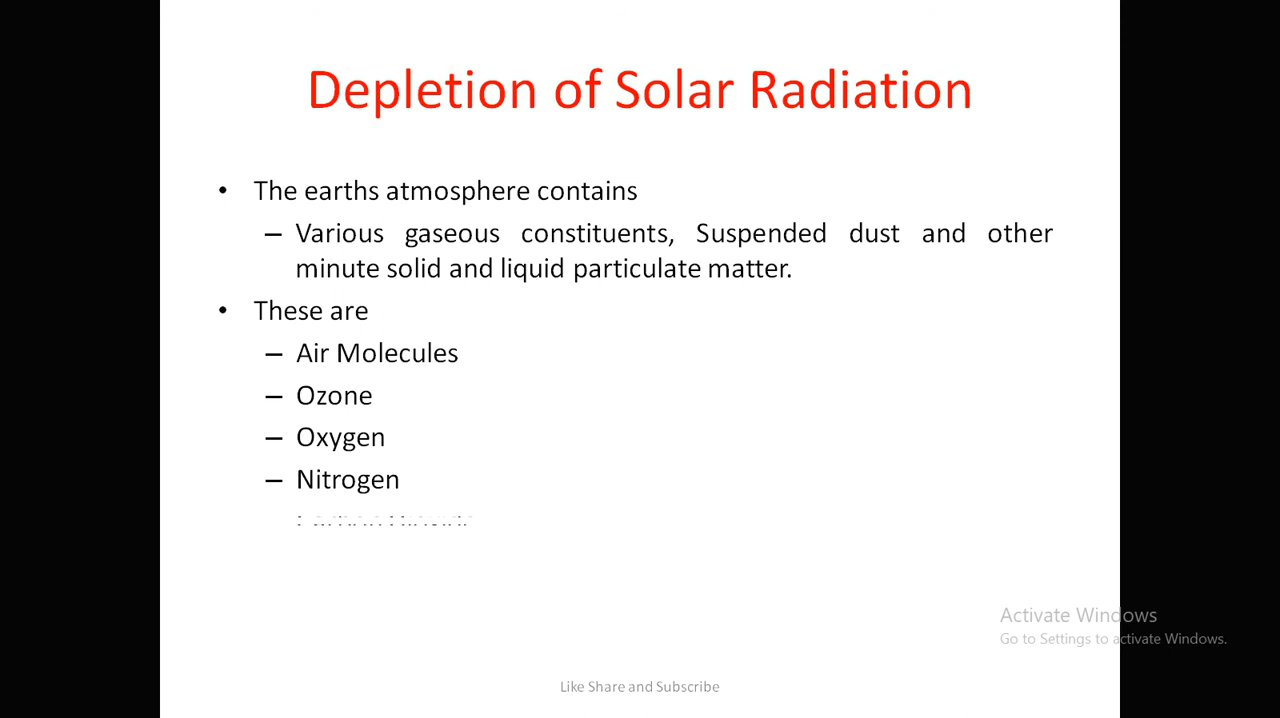 Depletion of Solar Radiation
• The earths atmosphere contains
– Various gaseous constituents, Suspended dust and other
minute solid and liquid particulate matter.
• These are
– Air Molecules
– Ozone
– Oxygen
– Nitrogen
Activate Windows
Go to Settings to activate Windows.
Like Share and Subscribe